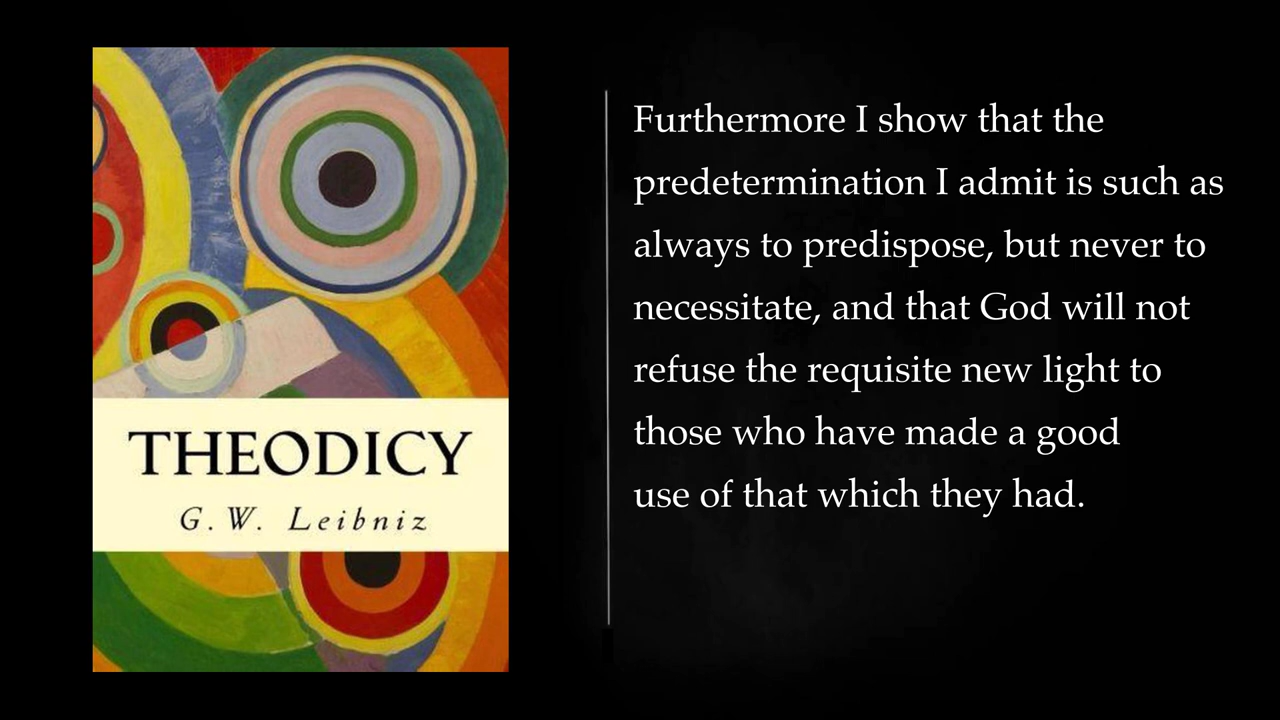 THEODICY
G. W. Leibniz
Furthermore I show that the
predetermination I admit is such as
always to predispose, but never to
necessitate, and that God will not
refuse the requisite new light to
those who have made a good
use of that which they had.